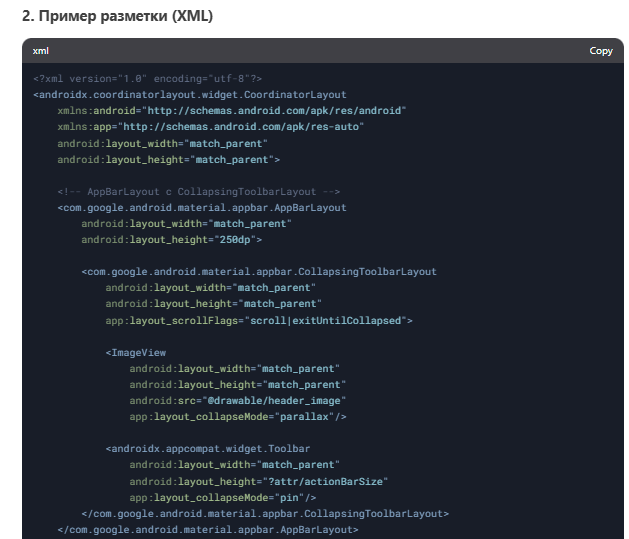 2. Пример разметки (XML)
xml
Copy
<?xml version="1.0" encoding="utf-8"?>
<androidx.coordinatorlayout.widget.CoordinatorLayout
    xmlns:android="http://schemas.android.com/apk/res/android"
    xmlns:app="http://schemas.android.com/apk/res-auto"
    android:layout_width="match_parent"
    android:layout_height="match_parent">

    <!-- AppBarLayout с CollapsingToolbarLayout -->
    <com.google.android.material.appbar.AppBarLayout
        android:layout_width="match_parent"
        android:layout_height="250dp">

        <com.google.android.material.appbar.CollapsingToolbarLayout
            android:layout_width="match_parent"
            android:layout_height="match_parent"
            app:layout_scrollFlags="scroll|exitUntilCollapsed">

            <ImageView
                android:layout_width="match_parent"
                android:layout_height="match_parent"
                android:src="@drawable/header_image"
                app:layout_collapseMode="parallax"/>

            <androidx.appcompat.widget.Toolbar
                android:layout_width="match_parent"
                android:layout_height="?attr/actionBarSize"
                app:layout_collapseMode="pin"/>
        </com.google.android.material.appbar.CollapsingToolbarLayout>
    </com.google.android.material.appbar.AppBarLayout>